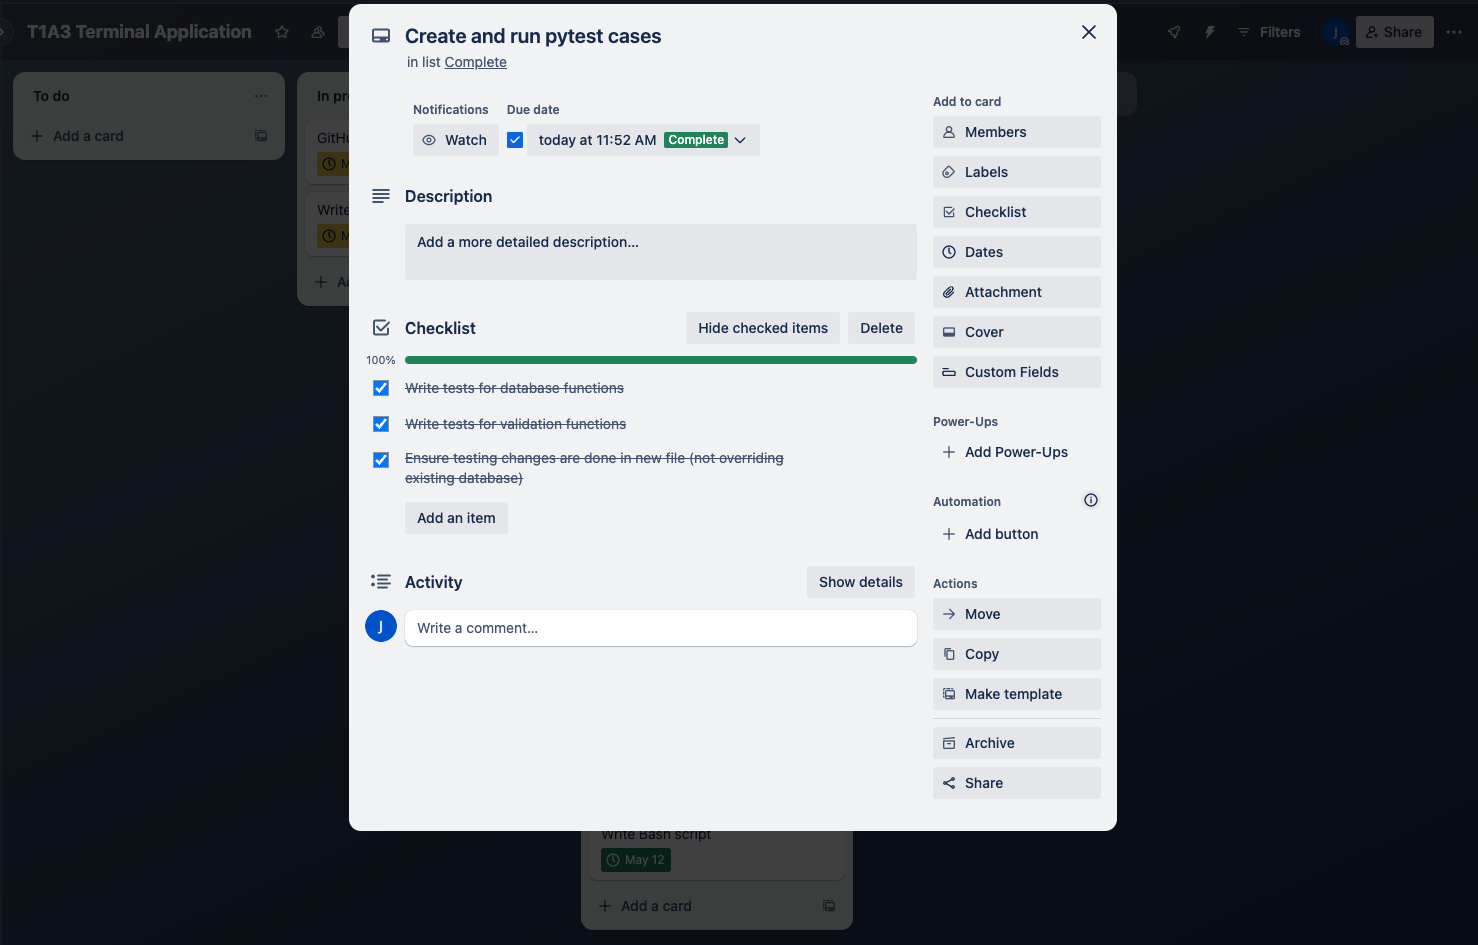 T1A3 Terminal Application
Filters
J
Share
To do
Add a card
In pr
GitHu
M
Write
M
Ad
Create and run pytest cases
in list Complete
Notifications
Due date
Watch
today at 11:52 AM Complete
Description
Add a more detailed description...
Checklist
Hide checked items
Delete
100%
Write tests for database functions
Write tests for validation functions
Ensure testing changes are done in new file (not overriding
existing database)
Add an item
Activity
Show details
J
Write a comment...
Add to card
Members
Labels
Checklist
Dates
Attachment
Cover
Custom Fields
Power-Ups
Add Power-Ups
Automation
Add button
Actions
Move
Copy
Make template
Archive
Share
Write Bash script
May 12
Add a card